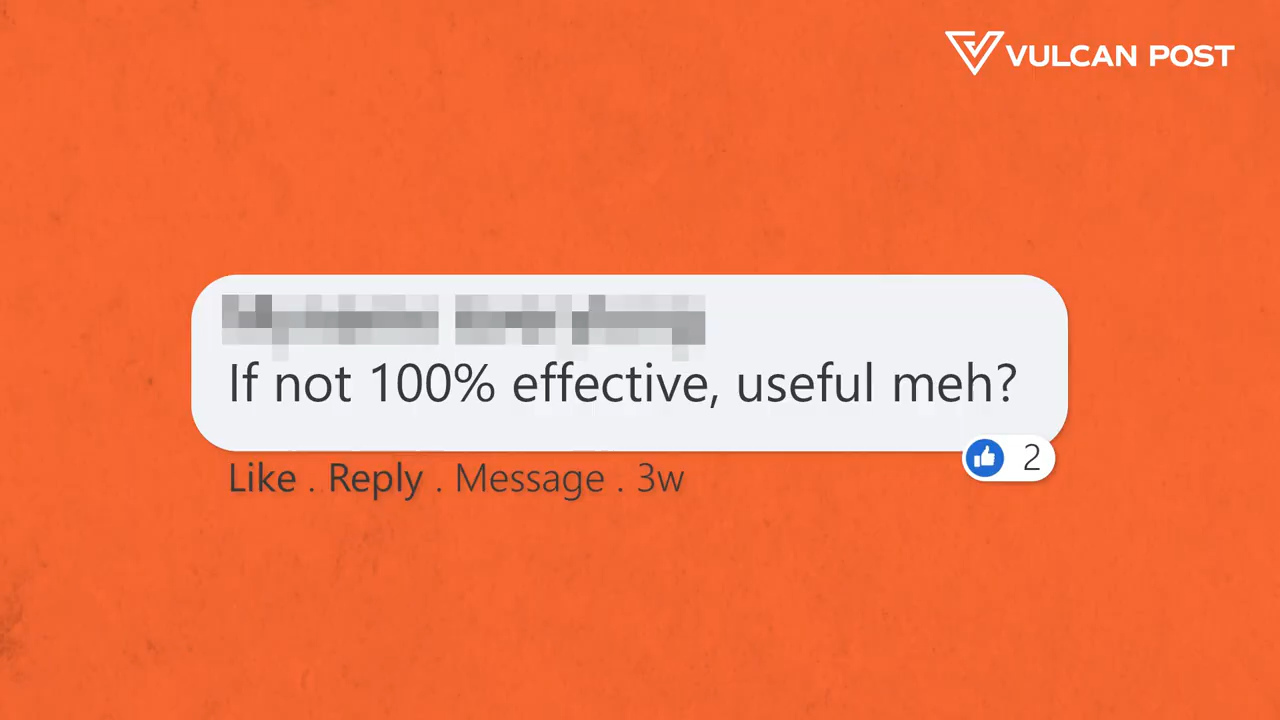 VULCAN POST
If not 100% effective, useful meh?
Like . Reply . Message . 3w
2